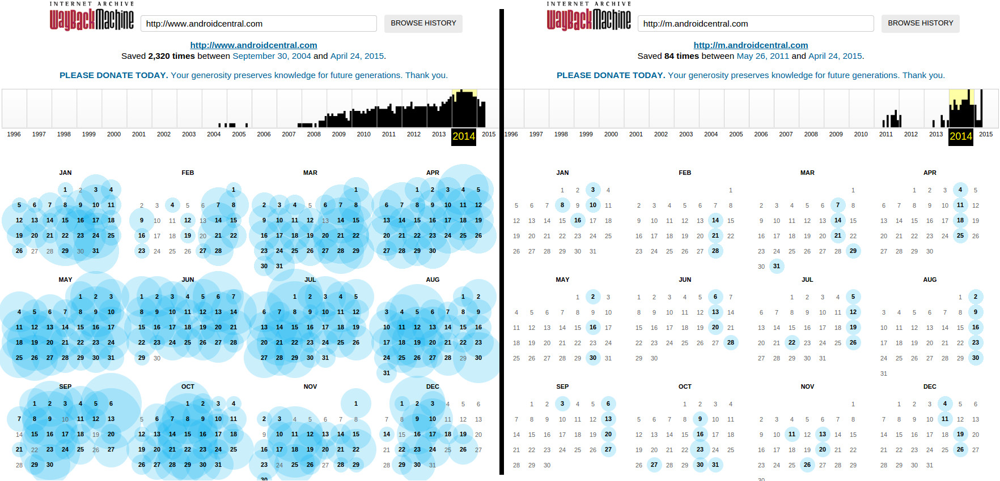 INTERNET ARCHIVE
WayBackMachine
http://www.androidcentral.com
BROWSE HISTORY
http://www.androidcentral.com
Saved 2,320 times between September 30, 2004 and April 24, 2015.
PLEASE DONATE TODAY. Your generosity preserves knowledge for future generations. Thank you.
1996 1997 1998 1999 2000 2001 2002 2003 2004 2005 2006 2007 2008 2009 2010 2011 2012 2013 2014 2015
JAN FEB MAR APR
1 2 3 4 1 1 1 2 3 4 5
5 6 7 8 9 10 11 2 3 4 5 6 7 8 2 3 4 5 6 7 8 6 7 8 9 10 11 12
12 13 14 15 16 17 18 9 10 11 12 13 14 15 9 10 11 12 13 14 15 13 14 15 16 17 18 19
19 20 21 22 23 24 25 16 17 18 19 20 21 22 16 17 18 19 20 21 22 20 21 22 23 24 25 26
26 27 28 29 30 31 23 24 25 26 27 28 23 24 25 26 27 28 29 27 28 29 30
30 31
MAY JUN JUL AUG
1 2 3 1 2 3 4 5 6 7 1 2 3 4 5 1 2
4 5 6 7 8 9 10 8 9 10 11 12 13 14 6 7 8 9 10 11 12 3 4 5 6 7 8 9
11 12 13 14 15 16 17 15 16 17 18 19 20 21 13 14 15 16 17 18 19 10 11 12 13 14 15 16
18 19 20 21 22 23 24 22 23 24 25 26 27 28 20 21 22 23 24 25 26 17 18 19 20 21 22 23
25 26 27 28 29 30 31 29 30 27 28 29 30 31 24 25 26 27 28 29 30
31
SEP OCT NOV DEC
1 2 3 4 5 6 1 2 3 4 1 1 2 3 4 5 6
7 8 9 10 11 12 13 5 6 7 8 9 10 11 2 3 4 5 6 7 8 7 8 9 10 11 12 13
14 15 16 17 18 19 20 12 13 14 15 16 17 18 9 10 11 12 13 14 15 14 15 16 17 18 19 20
21 22 23 24 25 26 27 19 20 21 22 23 24 25 16 17 18 19 20 21 22 21 22 23 24 25 26 27
28 29 30 26 27 28 29 30 31 23 24 25 26 27 28 29 28 29 30 31
30
INTERNET ARCHIVE
WayBackMachine
http://m.androidcentral.com
BROWSE HISTORY
http://m.androidcentral.com
Saved 84 times between May 26, 2011 and April 24, 2015.
PLEASE DONATE TODAY. Your generosity preserves knowledge for future generations. Thank you.
1996 1997 1998 1999 2000 2001 2002 2003 2004 2005 2006 2007 2008 2009 2010 2011 2012 2013 2014 2015
JAN FEB MAR APR
1 2 3 4 1 1 1 2 3 4 5
5 6 7 8 9 10 11 2 3 4 5 6 7 8 2 3 4 5 6 7 8 6 7 8 9 10 11 12
12 13 14 15 16 17 18 9 10 11 12 13 14 15 9 10 11 12 13 14 15 13 14 15 16 17 18 19
19 20 21 22 23 24 25 16 17 18 19 20 21 22 16 17 18 19 20 21 22 20 21 22 23 24 25 26
26 27 28 29 30 31 23 24 25 26 27 28 23 24 25 26 27 28 29 27 28 29 30
30 31
MAY JUN JUL AUG
1 2 3 1 2 3 4 5 6 7 1 2 3 4 5 1 2
4 5 6 7 8 9 10 8 9 10 11 12 13 14 6 7 8 9 10 11 12 3 4 5 6 7 8 9
11 12 13 14 15 16 17 15 16 17 18 19 20 21 13 14 15 16 17 18 19 10 11 12 13 14 15 16
18 19 20 21 22 23 24 22 23 24 25 26 27 28 20 21 22 23 24 25 26 17 18 19 20 21 22 23
25 26 27 28 29 30 31 29 30 27 28 29 30 31 24 25 26 27 28 29 30
31
SEP OCT NOV DEC
1 2 3 4 5 6 1 2 3 4 1 1 2 3 4 5 6
7 8 9 10 11 12 13 5 6 7 8 9 10 11 2 3 4 5 6 7 8 7 8 9 10 11 12 13
14 15 16 17 18 19 20 12 13 14 15 16 17 18 9 10 11 12 13 14 15 14 15 16 17 18 19 20
21 22 23 24 25 26 27 19 20 21 22 23 24 25 16 17 18 19 20 21 22 21 22 23 24 25 26 27
28 29 30 26 27 28 29 30 31 23 24 25 26 27 28 29 28 29 30 31
30